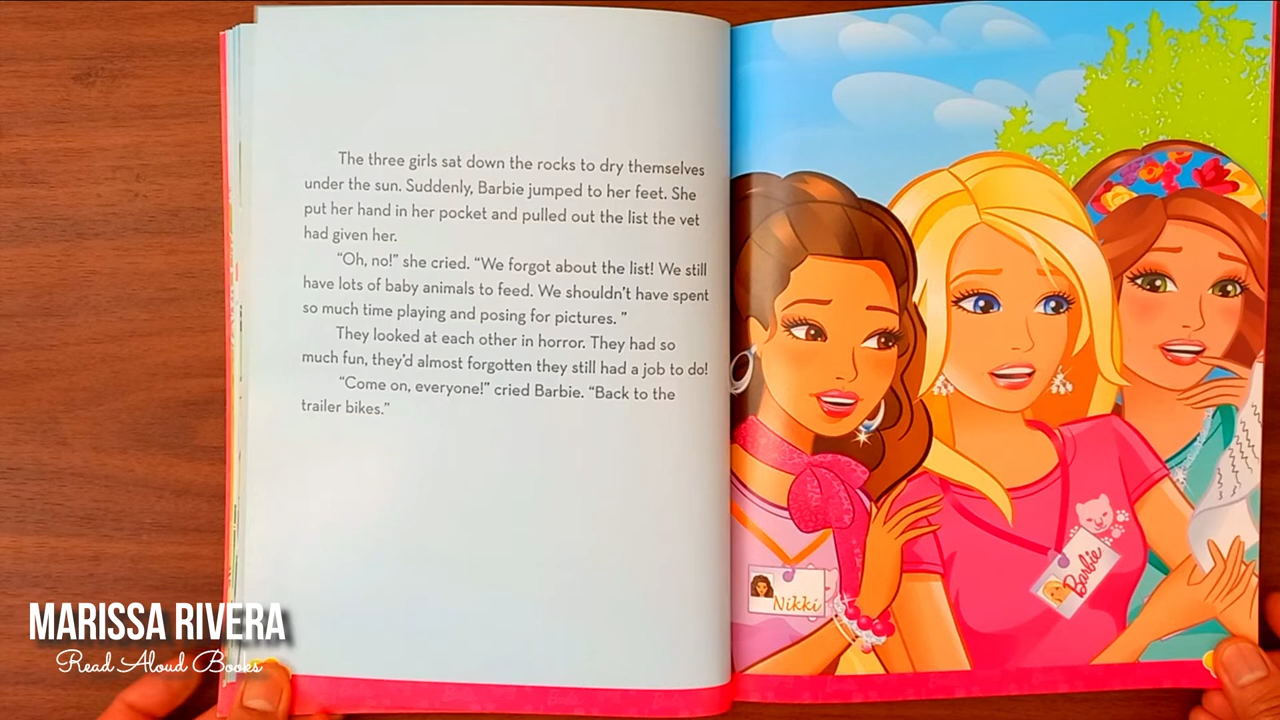 The three girls sat down the rocks to dry themselves
under the sun. Suddenly, Barbie jumped to her feet. She
put her hand in her pocket and pulled out the list the vet
had given her.
“Oh, no!” she cried. “We forgot about the list! We still
have lots of baby animals to feed. We shouldn’t have spent
so much time playing and posing for pictures. ”
They looked at each other in horror. They had so
much fun, they’d almost forgotten they still had a job to do!
“Come on, everyone!” cried Barbie. “Back to the
trailer bikes.”
Nikki
Barbie
MARISSA RIVERA
Read Aloud Books